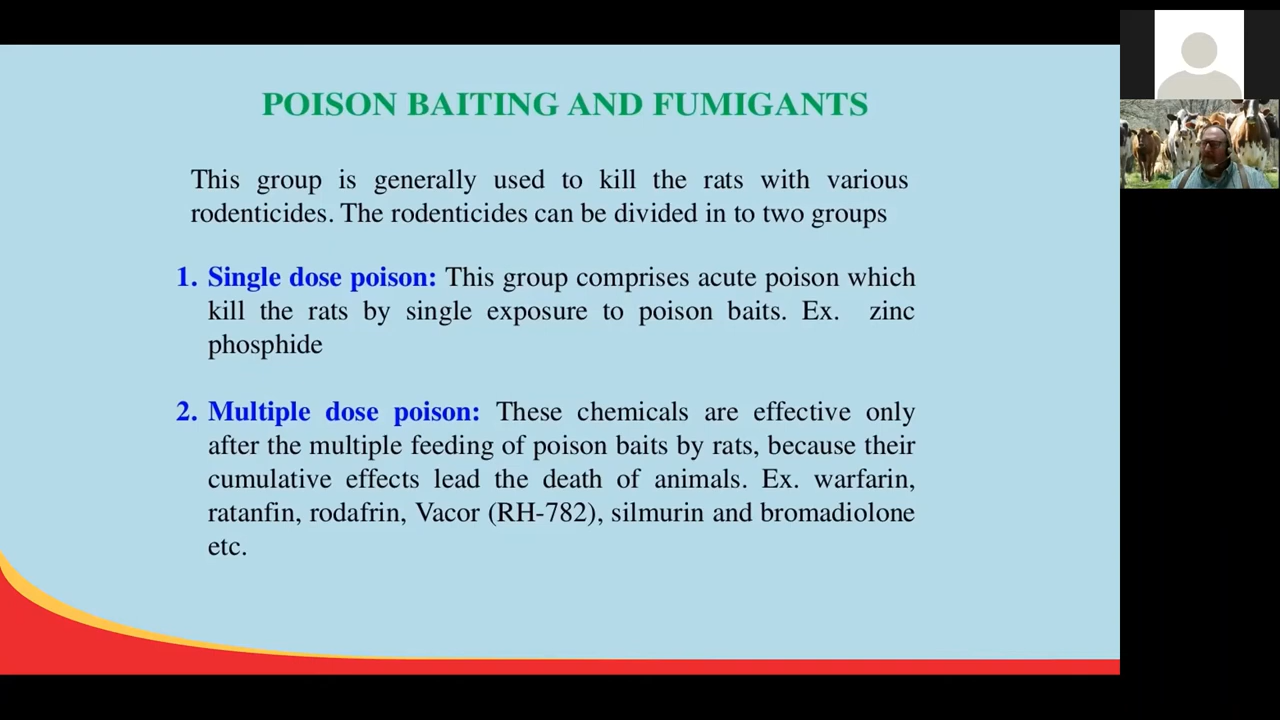 POISON BAITING AND FUMIGANTS
This group is generally used to kill the rats with various
rodenticides. The rodenticides can be divided in to two groups
1. Single dose poison: This group comprises acute poison which
kill the rats by single exposure to poison baits. Ex. zinc
phosphide
2. Multiple dose poison: These chemicals are effective only
after the multiple feeding of poison baits by rats, because their
cumulative effects lead the death of animals. Ex. warfarin,
ratanfin, rodafrin, Vacor (RH-782), silmurin and bromadiolone
etc.